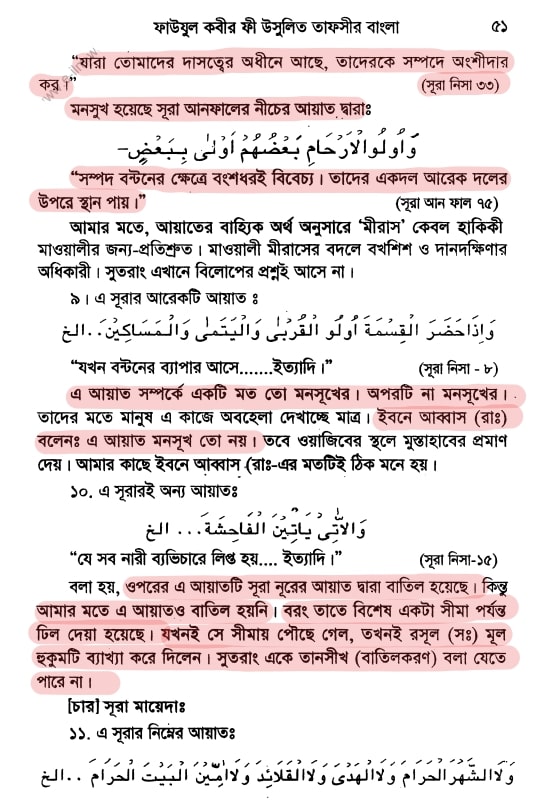 ফাউযুল কবীর ফী উসুলিত তাফসীর বাংলা ৫১
“যারা তোমাদের দাসত্বের অধীনে আছে, তাদেরকে সম্পদে অংশীদার
কর।” (সূরা নিসা ৩৩)
মনসুখ হয়েছে সূরা আনফালের নীচের আয়াত দ্বারাঃ
وَأُولُوا الْاَرْحَامِ بَعْضُهُمْ اَوْلٰى بِبَعْضٍ–
“সম্পদ বন্টনের ক্ষেত্রে বংশধরই বিবেচ্য। তাদের একদল আরেক দলের
উপরে স্থান পায়।” (সূরা আন ফাল ৭৫)
আমার মতে, আয়াতের বাহ্যিক অর্থ অনুসারে ‘মীরাস’ কেবল হাকিকী
মাওয়ালীর জন্য-প্রতিশ্রুত। মাওয়ালী মীরাসের বদলে বখশিশ ও দানদক্ষিণার
অধিকারী। সুতরাং এখানে বিলোপের প্রশ্নই আসে না।
৯। এ সূরার আরেকটি আয়াত ঃ
وَاِذَا حَضَرَ الْقِسْمَةَ اُولُو الْقُرْبٰى وَالْيَتٰمٰى وَالْمَسَاكِيْنَ..الخ
“যখন বন্টনের ব্যাপার আসে.......ইত্যাদি।” (সূরা নিসা - ৮)
এ আয়াত সম্পর্কে একটি মত তো মনসূখের। অপরটি না মনসূখের।
তাদের মতে মানুষ এ কাজে অবহেলা দেখাচ্ছে মাত্র। ইবনে আব্বাস (রাঃ)
বলেনঃ এ আয়াত মনসূখ তো নয়। তবে ওয়াজিবের স্থলে মুস্তাহাবের প্রমাণ
দেয়। আমার কাছে ইবনে আব্বাস (রাঃ-এর মতটিই ঠিক মনে হয়।
১০. এ সূরারই অন্য আয়াতঃ
وَالّٰتِىْ يَاْتِيْنَ الْفَاحِشَةَ... الخ
“যে সব নারী ব্যভিচারে লিপ্ত হয়.... ইত্যাদি।” (সূরা নিসা-১৫)
বলা হয়, ওপরের এ আয়াতটি সূরা নূরের আয়াত দ্বারা বাতিল হয়েছে। কিন্তু
আমার মতে এ আয়াতও বাতিল হয়নি। বরং তাতে বিশেষ একটা সীমা পর্যন্ত
ঢিল দেয়া হয়েছে। যখনই সে সীমায় পৌছে গেল, তখনই রসূল (সঃ) মূল
হুকুমটি ব্যাখ্যা করে দিলেন। সুতরাং একে তানসীখ (বাতিলকরণ) বলা যেতে
পারে না।
[চার] সূরা মায়েদাঃ
১১. এ সূরার নিম্নের আয়াতঃ
وَلَا الشَّهْرَ الْحَرَامَ وَلَا الْهَدْىَ وَلَا الْقَلَائِدَ وَلَا اٰمِّيْنَ الْبَيْتَ الْحَرَامَ ..الخ